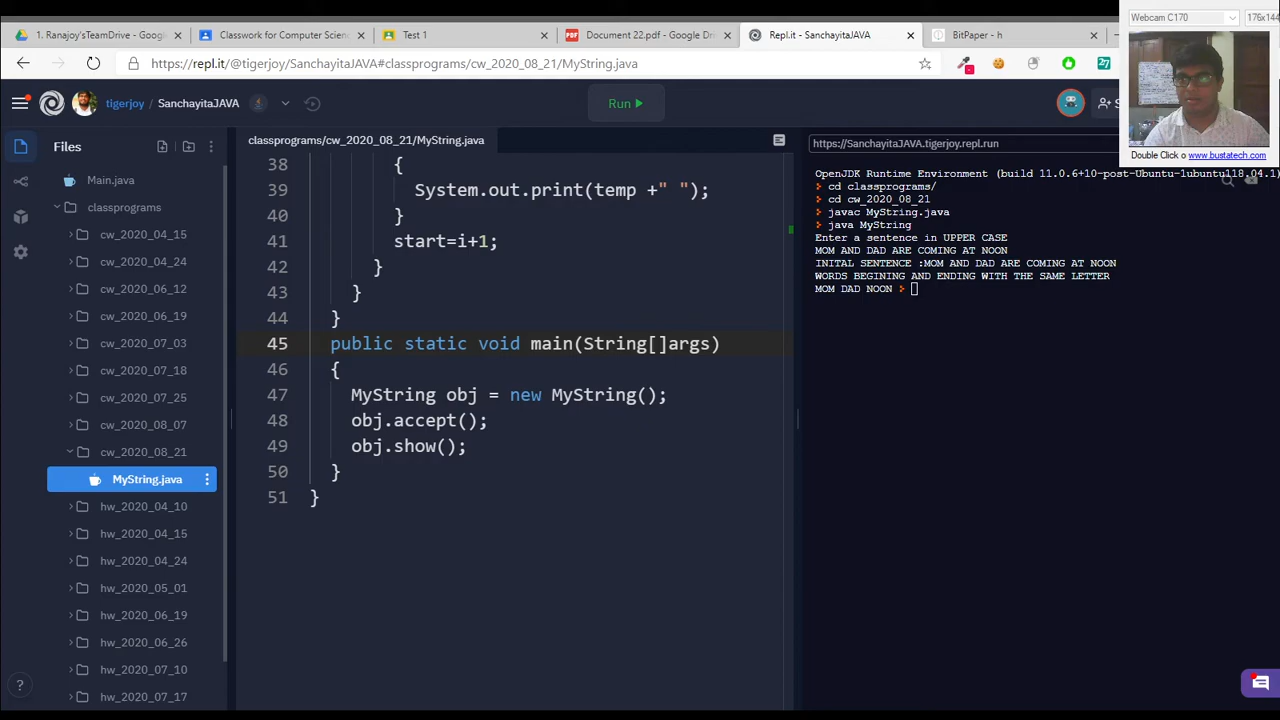 Webcam C170
176x144
1. Ranajoy'sTeamDrive - Googl
Classwork for Computer Scienc
Test 1
Document 22.pdf - Google Dri
Repl.it - SanchayitaJAVA
BitPaper - h
https://repl.it/@tigerjoy/SanchayitaJAVA#classprograms/cw_2020_08_21/MyString.java
27
tigerjoy / SanchayitaJAVA
Run
Double Click o www.bustatech.com
Files
classprograms/cw_2020_08_21/MyString.java
https://SanchayitaJAVA.tigerjoy.repl.run
Main.java
classprograms
cw_2020_04_15
cw_2020_04_24
cw_2020_06_12
cw_2020_06_19
cw_2020_07_03
cw_2020_07_18
cw_2020_07_25
cw_2020_08_07
cw_2020_08_21
MyString.java
hw_2020_04_10
hw_2020_04_15
hw_2020_04_24
hw_2020_05_01
hw_2020_06_19
hw_2020_06_26
hw_2020_07_10
hw_2020_07_17
?
38 {
39 System.out.print(temp +" ");
40 }
41 start=i+1;
42 }
43 }
44 }
45 public static void main(String[]args)
46 {
47 MyString obj = new MyString();
48 obj.accept();
49 obj.show();
50 }
51 }
OpenJDK Runtime Environment (build 11.0.6+10-post-Ubuntu-1ubuntu118.04.1)
> cd classprograms/
> cd cw_2020_08_21
> javac MyString.java
> java MyString
Enter a sentence in UPPER CASE
MOM AND DAD ARE COMING AT NOON
INITAL SENTENCE :MOM AND DAD ARE COMING AT NOON
WORDS BEGINING AND ENDING WITH THE SAME LETTER
MOM DAD NOON >